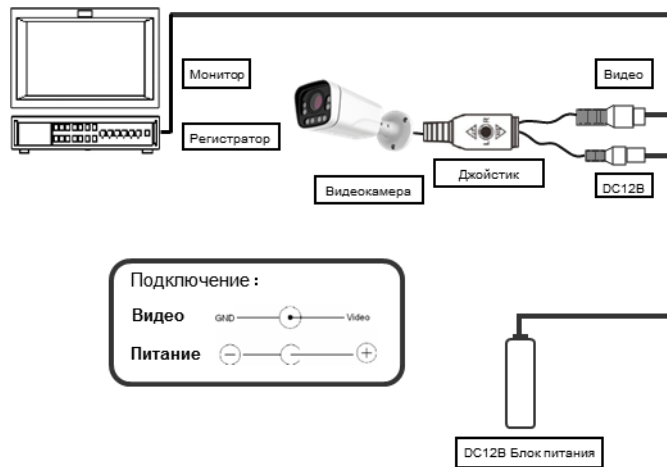 Монитор
Видео
Регистратор
Джойстик
Видеокамера
DC12В
Подключение:
Видео GND Video
Питание − +
DC12В Блок питания